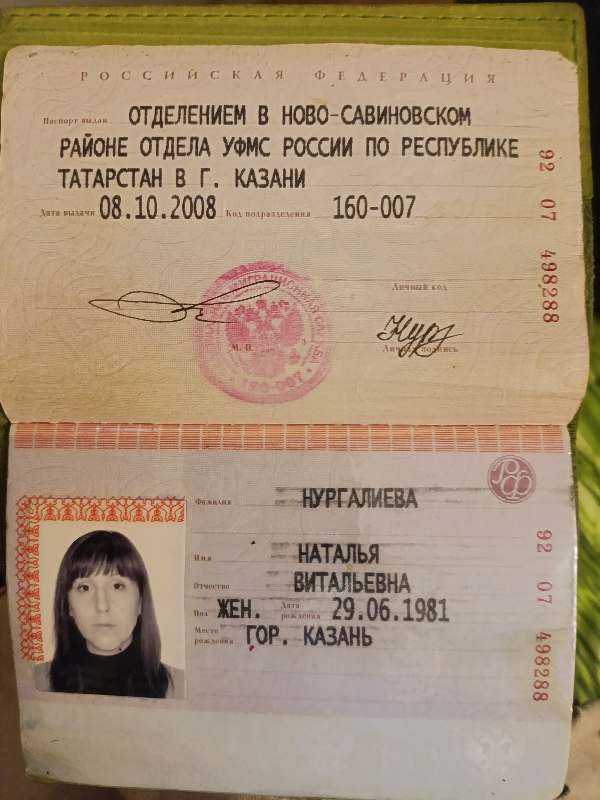 РОССИЙСКАЯ ФЕДЕРАЦИЯ
Паспорт выдан ОТДЕЛЕНИЕМ В НОВО-САВИНОВСКОМ
РАЙОНЕ ОТДЕЛА УФМС РОССИИ ПО РЕСПУБЛИКЕ
ТАТАРСТАН В Г. КАЗАНИ
Дата выдачи 08.10.2008 Код подразделения 160-007
92 07 498288
Личный код
М. П.
Личная подпись
Фамилия НУРГАЛИЕВА
Имя НАТАЛЬЯ
Отчество ВИТАЛЬЕВНА
Пол ЖЕН. Дата рождения 29.06.1981
Место рождения ГОР. КАЗАНЬ
92 07 498288